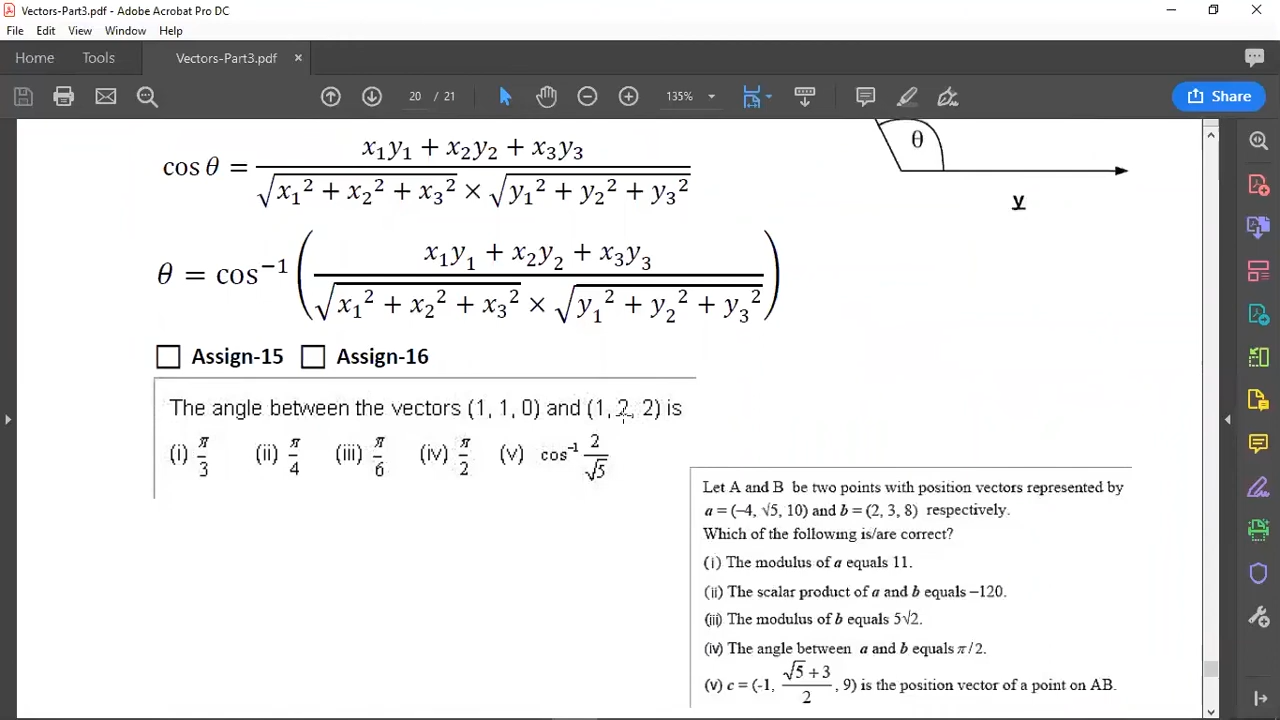 Vectors-Part3.pdf - Adobe Acrobat Pro DC
File Edit View Window Help
Home Tools Vectors-Part3.pdf ×
20 / 21 135% Share
θ
cos θ = (x₁y₁ + x₂y₂ + x₃y₃) / (√(x₁² + x₂² + x₃²) × √(y₁² + y₂² + y₃²))
y
θ = cos⁻¹((x₁y₁ + x₂y₂ + x₃y₃) / (√(x₁² + x₂² + x₃²) × √(y₁² + y₂² + y₃²)))
Assign-15 Assign-16
The angle between the vectors (1, 1, 0) and (1, 2, 2) is
(i) π/3 (ii) π/4 (iii) π/6 (iv) π/2 (v) cos⁻¹ 2/√5
Let A and B be two points with position vectors represented by
a = (–4, √5, 10) and b = (2, 3, 8) respectively.
Which of the following is/are correct?
(i) The modulus of a equals 11.
(ii) The scalar product of a and b equals –120.
(iii) The modulus of b equals 5√2.
(iv) The angle between a and b equals π/2.
(v) c = (-1, (√5 + 3)/2, 9) is the position vector of a point on AB.